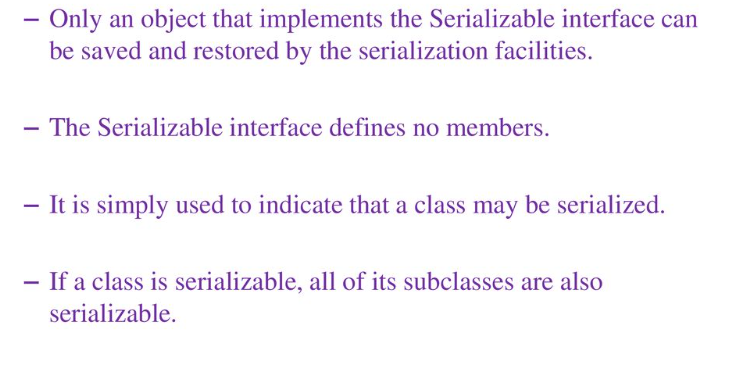 – Only an object that implements the Serializable interface can
be saved and restored by the serialization facilities.
– The Serializable interface defines no members.
– It is simply used to indicate that a class may be serialized.
– If a class is serializable, all of its subclasses are also
serializable.